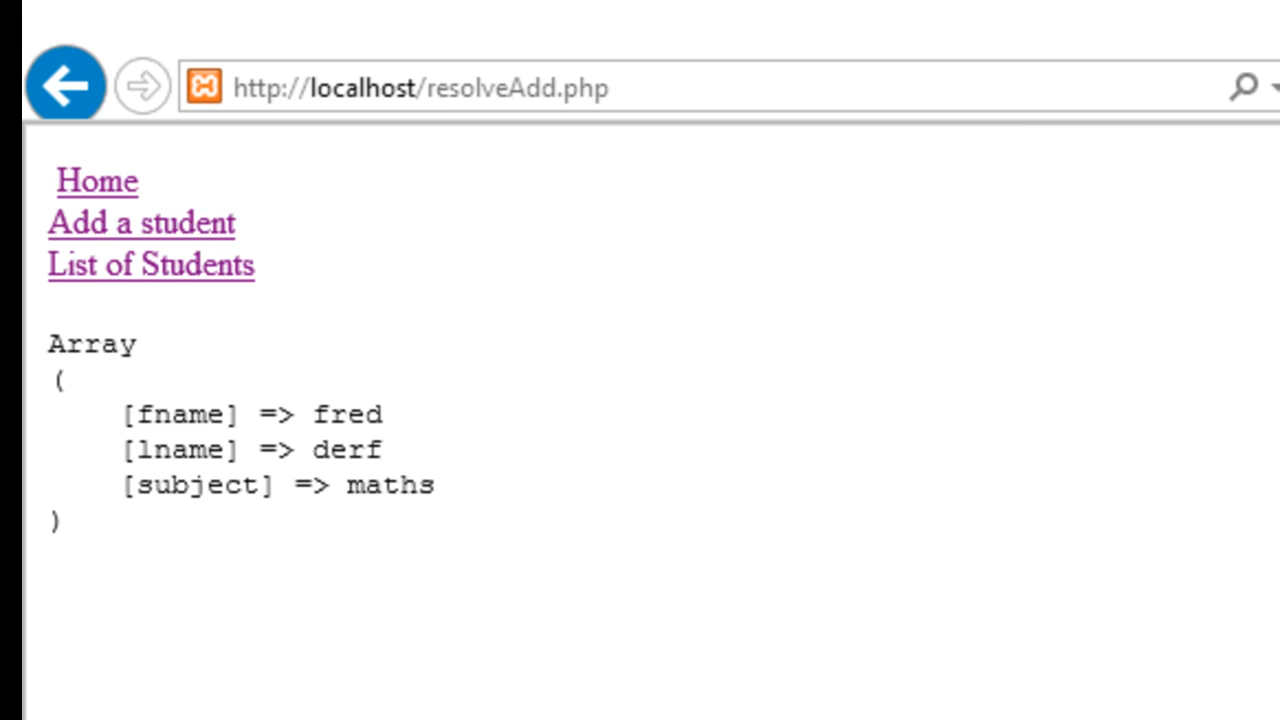 http://localhost/resolveAdd.php
Home
Add a student
List of Students
Array
(
    [fname] => fred
    [lname] => derf
    [subject] => maths
)